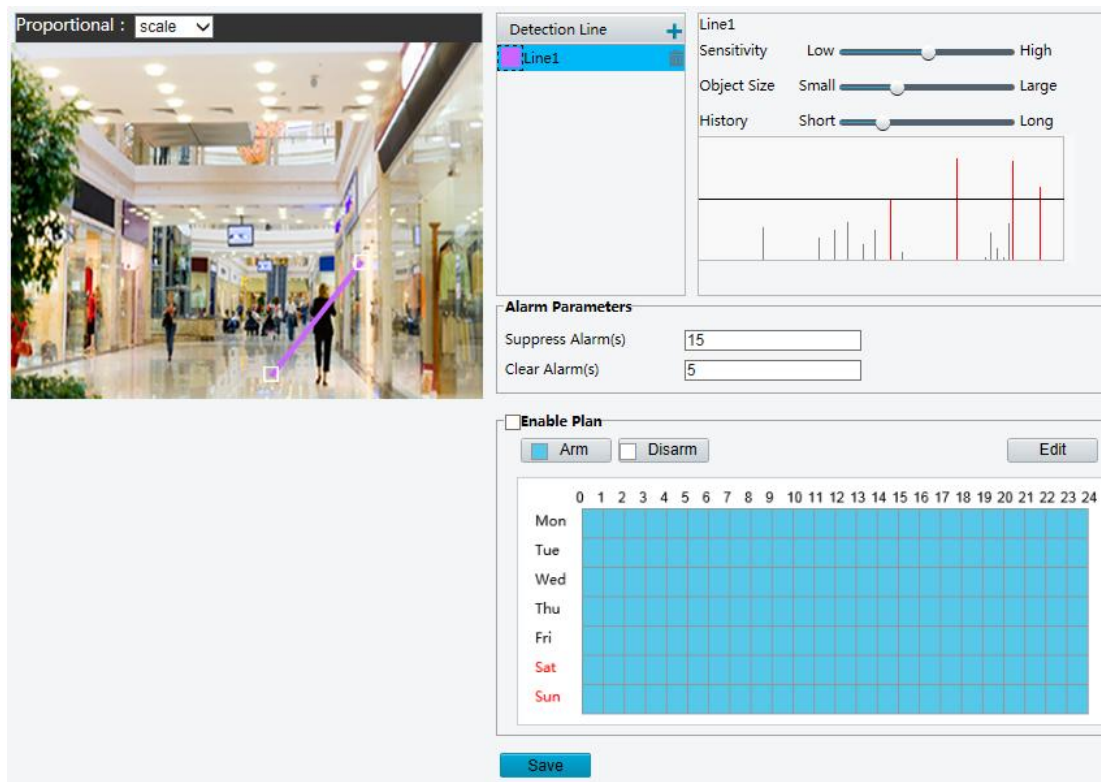 Proportional : scale
Detection Line +
Line1
Line1
Sensitivity Low High
Object Size Small Large
History Short Long
Alarm Parameters
Suppress Alarm(s) 15
Clear Alarm(s) 5
Enable Plan
Arm Disarm Edit
0 1 2 3 4 5 6 7 8 9 10 11 12 13 14 15 16 17 18 19 20 21 22 23 24
Mon
Tue
Wed
Thu
Fri
Sat
Sun
Save